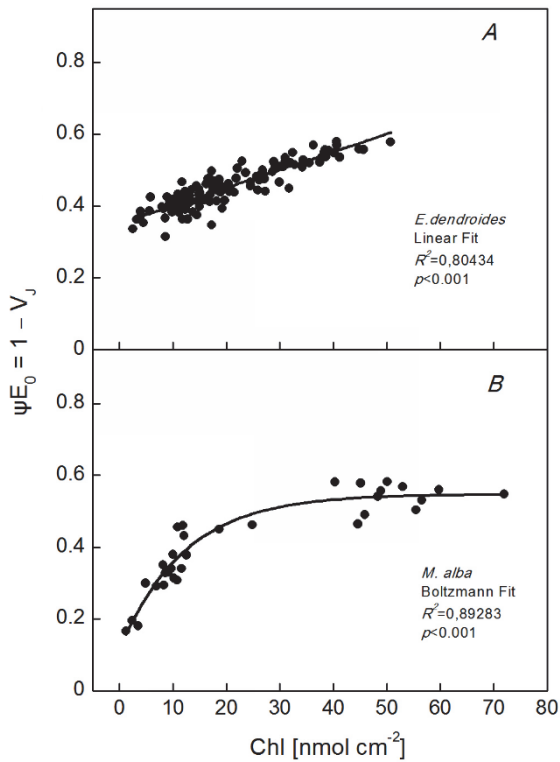 A
0.8
0.6
0.4
0.2
0
E.dendroides
Linear Fit
R²=0,80434
p<0.001
ψE₀ = 1 − V_J
B
0.8
0.6
0.4
0.2
0
M. alba
Boltzmann Fit
R²=0,89283
p<0.001
0 10 20 30 40 50 60 70 80
Chl [nmol cm⁻²]